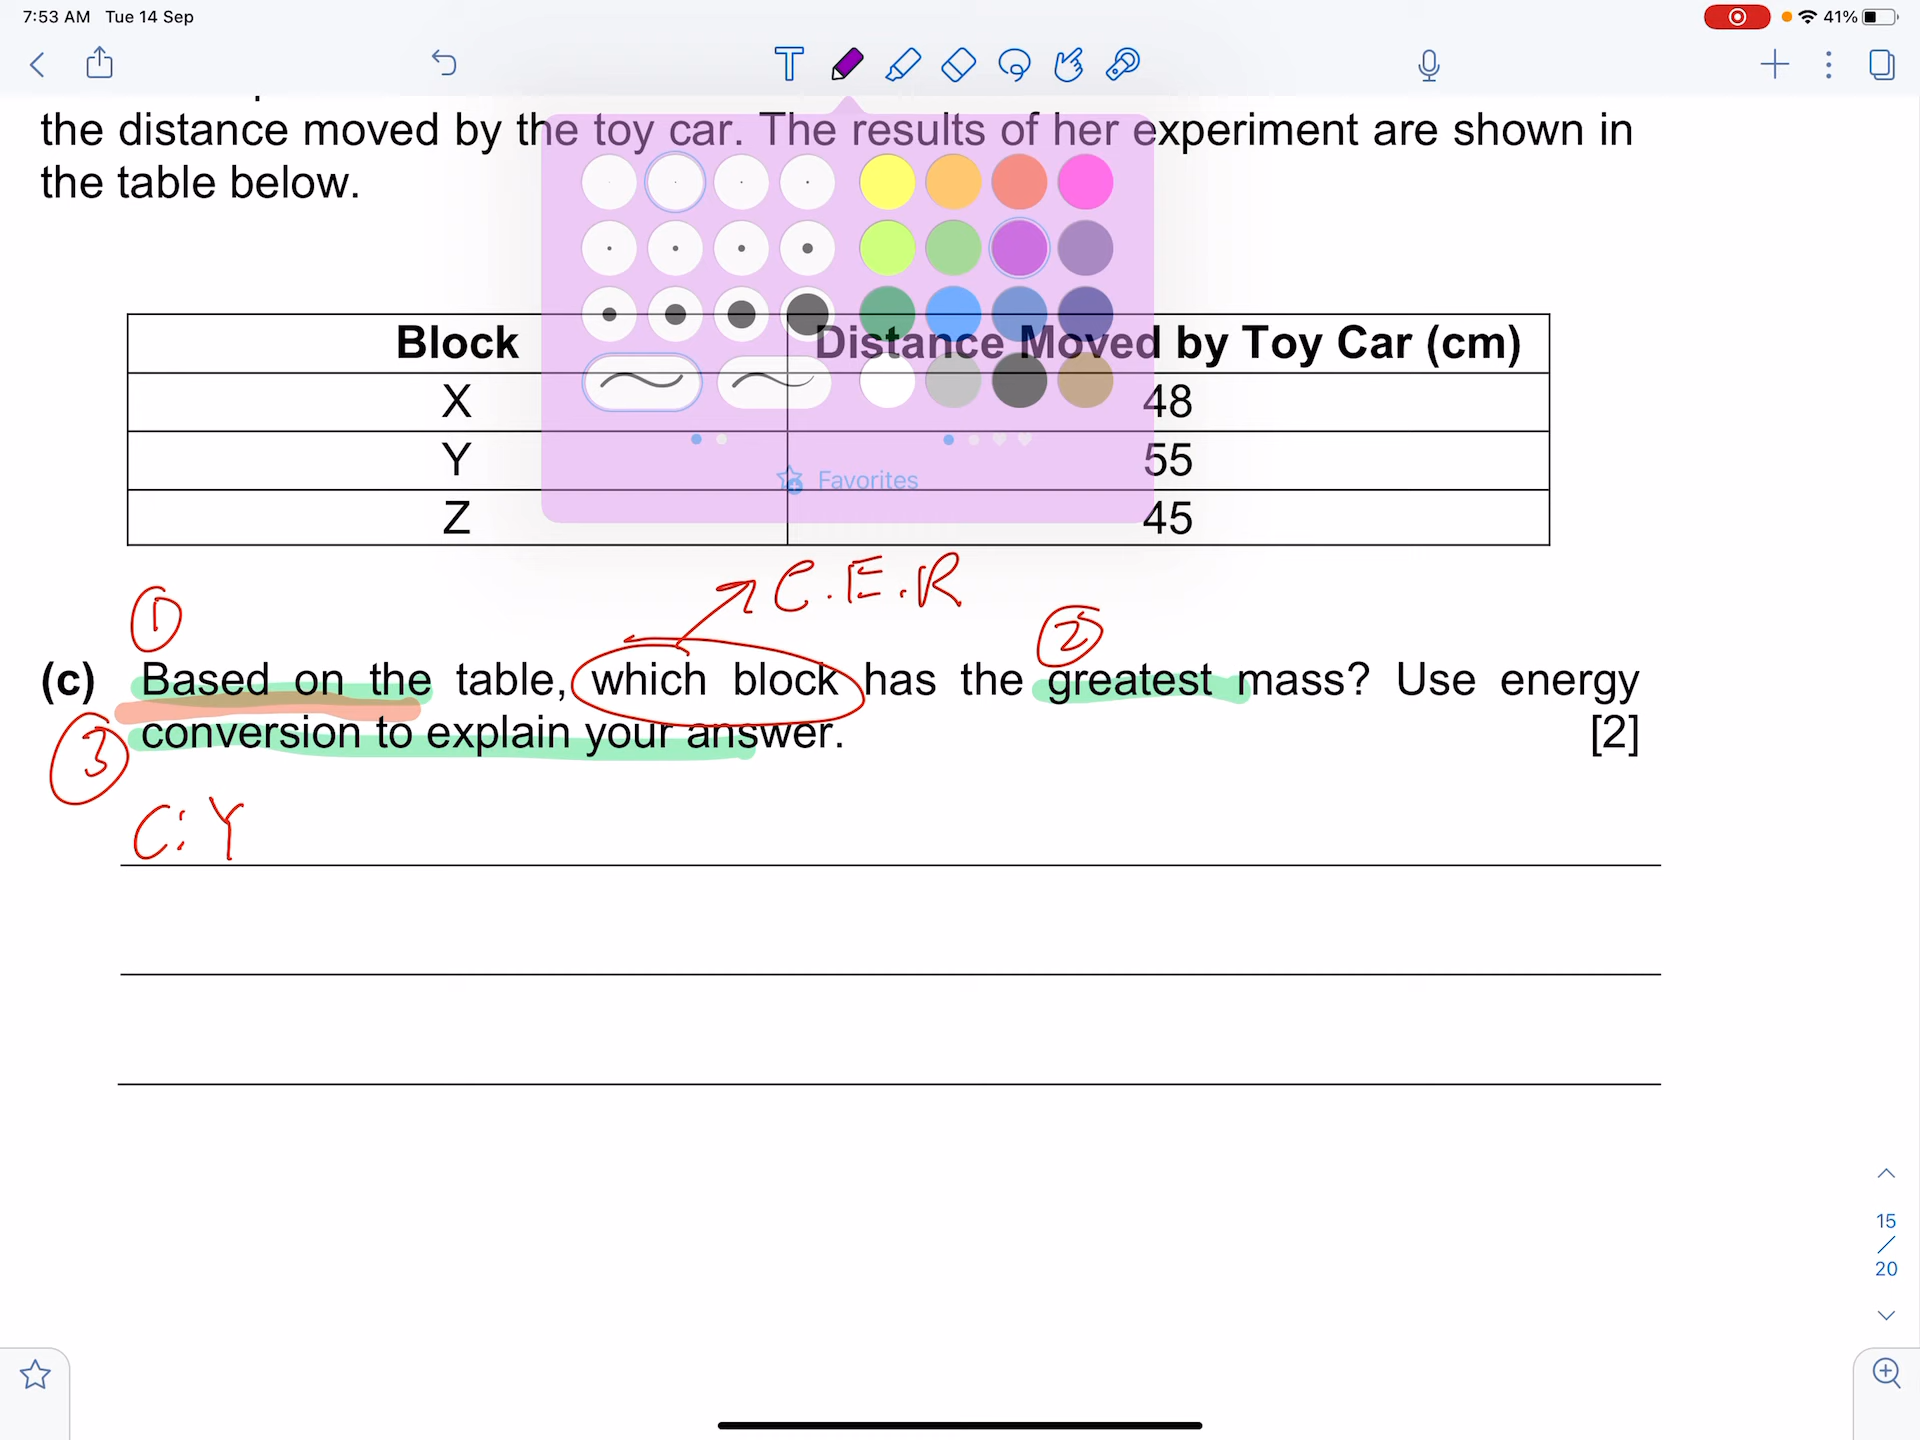 7:53 AM Tue 14 Sep
41%
the distance moved by the toy car. The results of her experiment are shown in
the table below.
Block Distance Moved by Toy Car (cm)
X 48
Y 55
Z 45
Favorites
C.E.R
1
2
(c) Based on the table, which block has the greatest mass? Use energy
conversion to explain your answer. [2]
3
C: Y
15
/
20